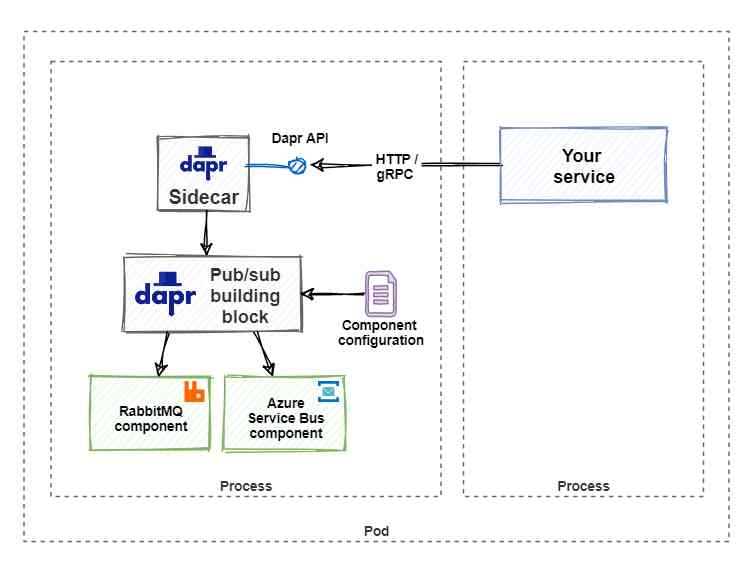 Dapr API
dapr
Sidecar
HTTP /
gRPC
Your
service
dapr
Pub/sub
building
block
Component
configuration
RabbitMQ
component
Azure
Service Bus
component
Process
Process
Pod